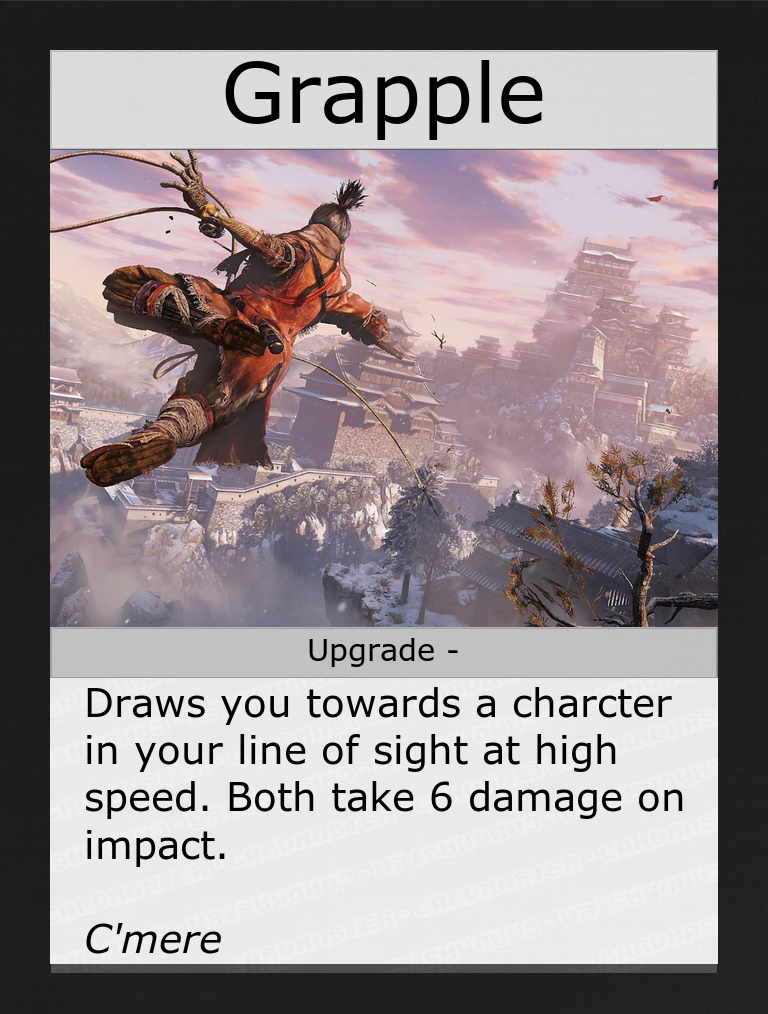 Grapple
Upgrade -
Draws you towards a charcter
in your line of sight at high
speed. Both take 6 damage on
impact.
C'mere